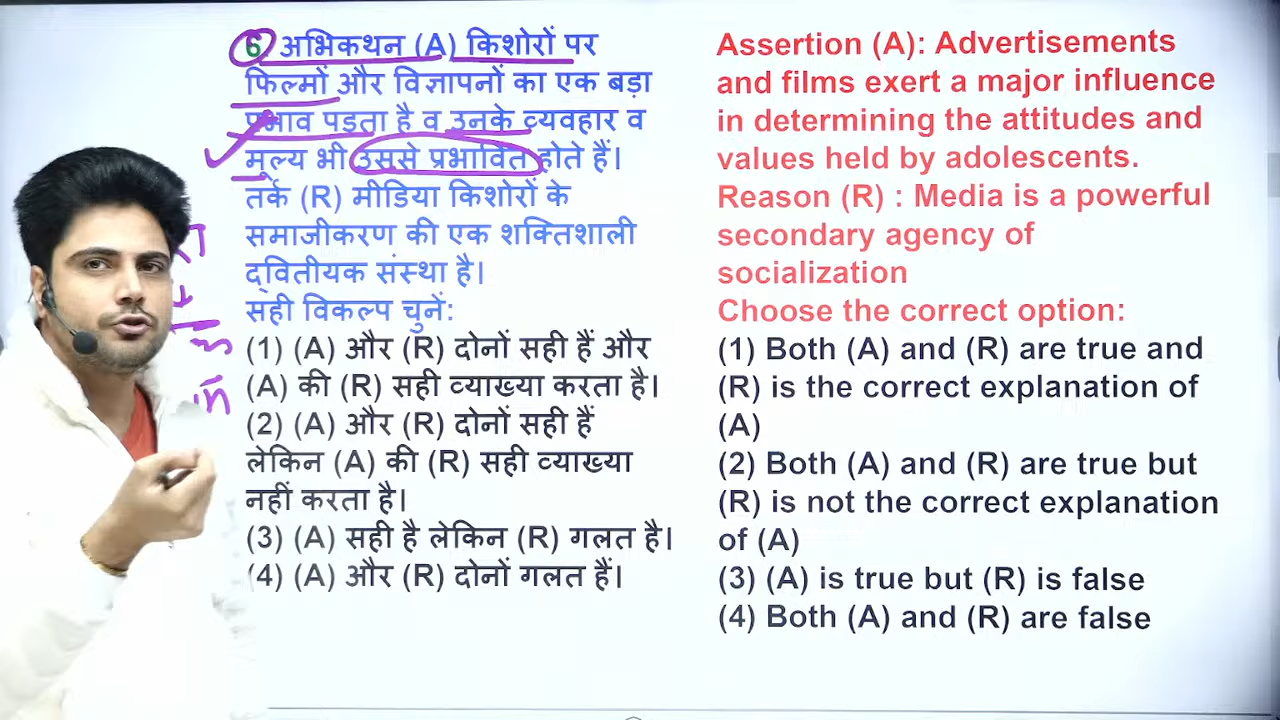 6 अभिकथन (A) किशोरों पर
फिल्मों और विज्ञापनों का एक बड़ा
प्रभाव पड़ता है व उनके व्यवहार व
मूल्य भी उससे प्रभावित होते हैं।
तर्क (R) मीडिया किशोरों के
समाजीकरण की एक शक्तिशाली
द्वितीयक संस्था है।
सही विकल्प चुनें:
(1) (A) और (R) दोनों सही हैं और
(A) की (R) सही व्याख्या करता है।
(2) (A) और (R) दोनों सही हैं
लेकिन (A) की (R) सही व्याख्या
नहीं करता है।
(3) (A) सही है लेकिन (R) गलत है।
(4) (A) और (R) दोनों गलत हैं।
Assertion (A): Advertisements
and films exert a major influence
in determining the attitudes and
values held by adolescents.
Reason (R) : Media is a powerful
secondary agency of
socialization
Choose the correct option:
(1) Both (A) and (R) are true and
(R) is the correct explanation of
(A)
(2) Both (A) and (R) are true but
(R) is not the correct explanation
of (A)
(3) (A) is true but (R) is false
(4) Both (A) and (R) are false